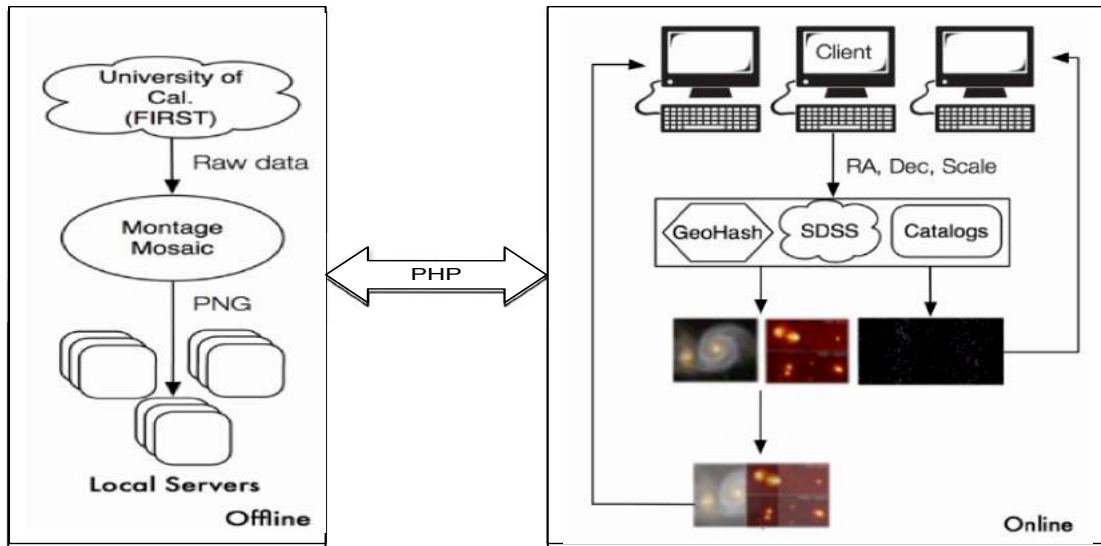 University of
Cal.
(FIRST)
Raw data
Montage
Mosaic
PNG
Local Servers
Offline
PHP
Client
RA, Dec, Scale
GeoHash
SDSS
Catalogs
Online